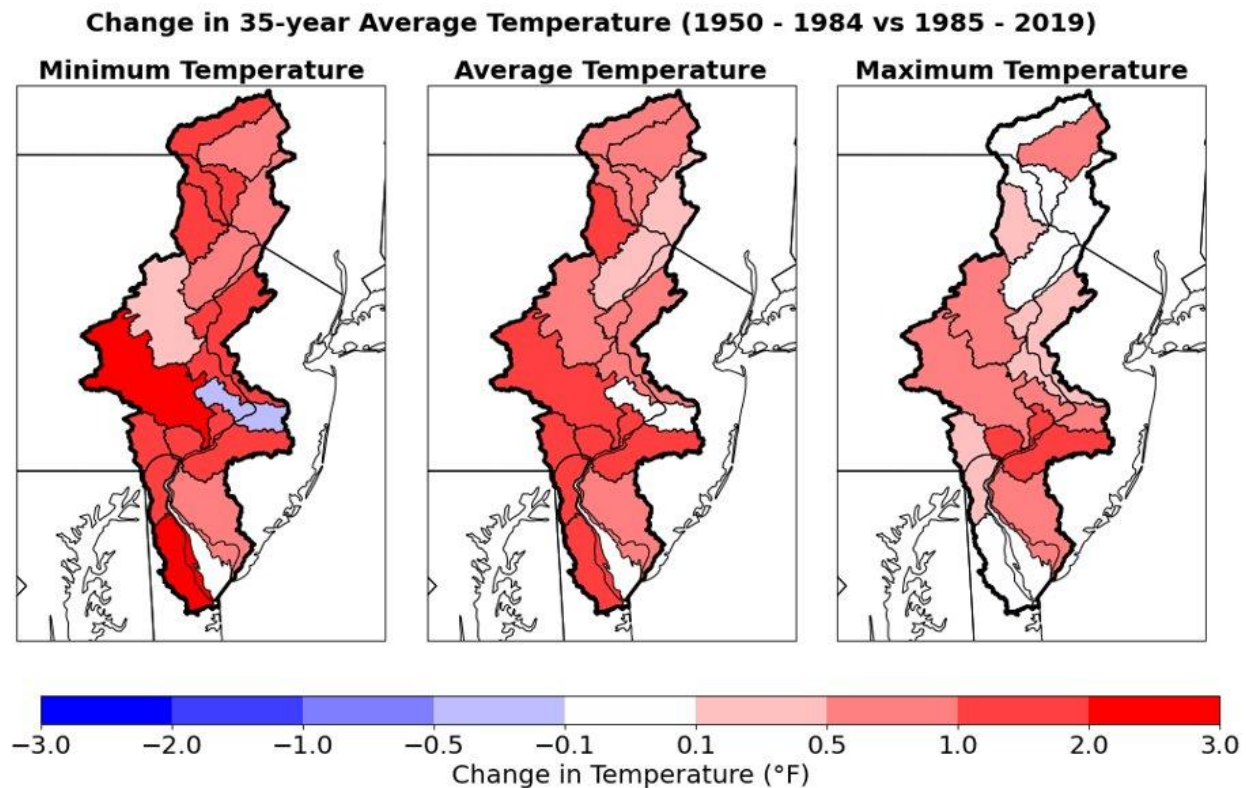 Change in 35-year Average Temperature (1950 - 1984 vs 1985 - 2019)
Minimum Temperature
Average Temperature
Maximum Temperature
−3.0 −2.0 −1.0 −0.5 −0.1 0.1 0.5 1.0 2.0 3.0
Change in Temperature (°F)